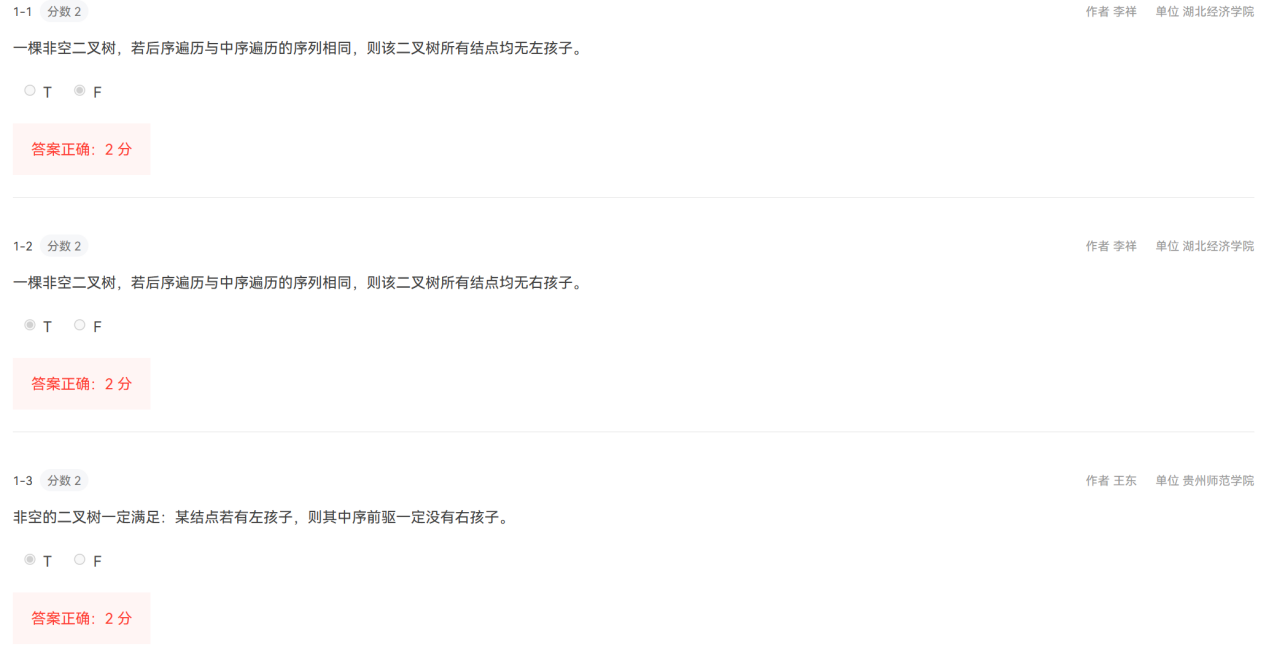 1-1 分数 2 作者 李祥 单位 湖北经济学院
一棵非空二叉树，若后序遍历与中序遍历的序列相同，则该二叉树所有结点均无左孩子。
T F
答案正确：2 分
1-2 分数 2 作者 李祥 单位 湖北经济学院
一棵非空二叉树，若后序遍历与中序遍历的序列相同，则该二叉树所有结点均无右孩子。
T F
答案正确：2 分
1-3 分数 2 作者 王东 单位 贵州师范学院
非空的二叉树一定满足：某结点若有左孩子，则其中序前驱一定没有右孩子。
T F
答案正确：2 分